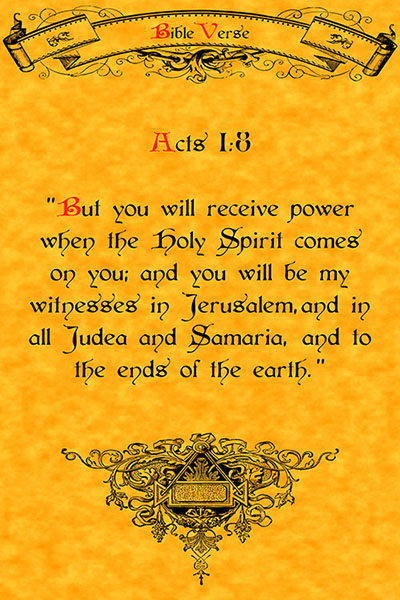 Bible Verse
Acts 1:8
"But you will receive power
when the Holy Spirit comes
on you; and you will be my
witnesses in Jerusalem, and in
all Judea and Samaria, and to
the ends of the earth."